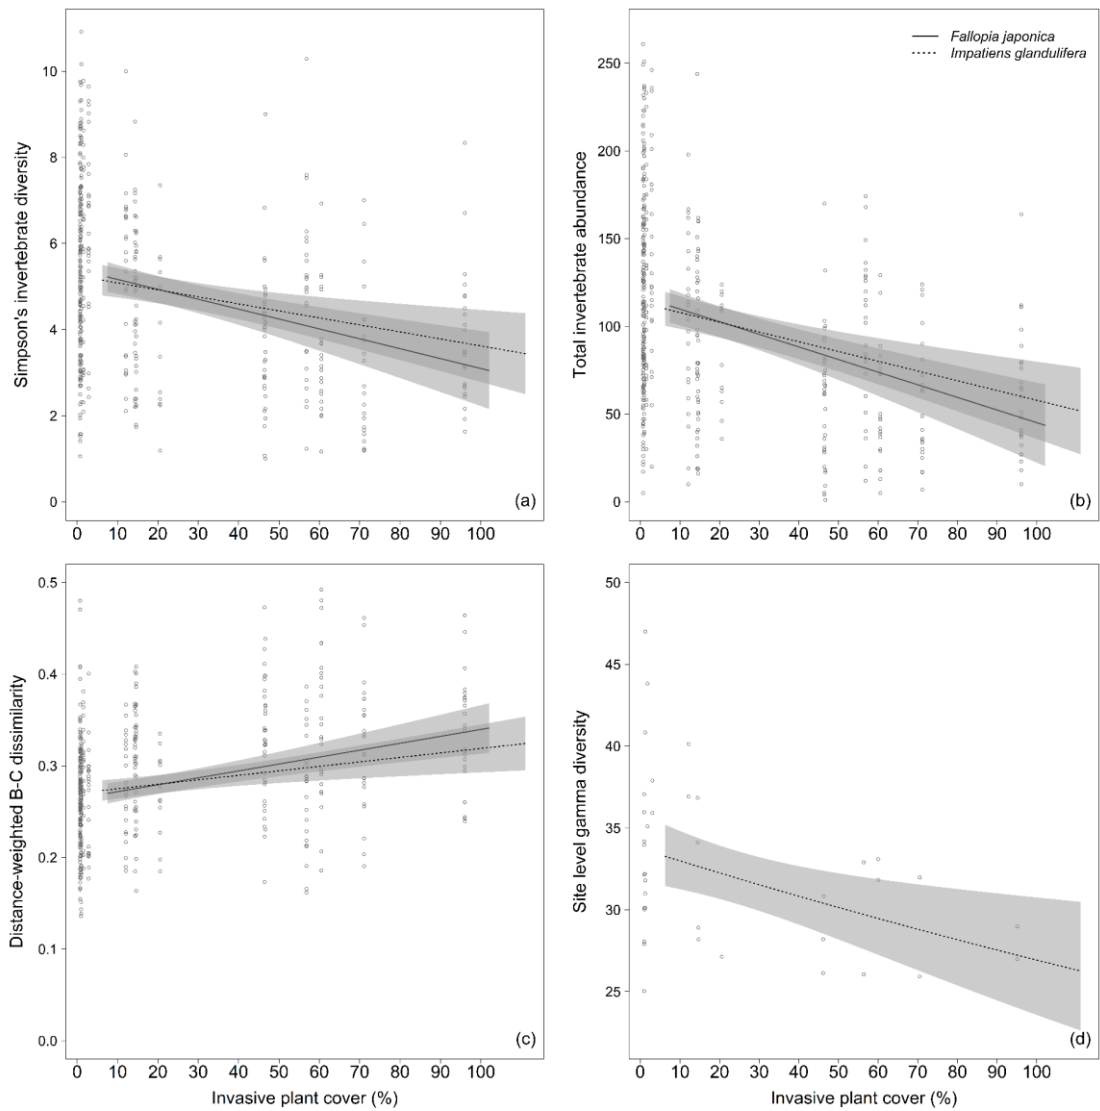 10
8
6
4
2
0
Simpson's invertebrate diversity
0 10 20 30 40 50 60 70 80 90 100
(a)
Fallopia japonica
Impatiens glandulifera
250
200
150
100
50
0
Total invertebrate abundance
0 10 20 30 40 50 60 70 80 90 100
(b)
0.5
0.4
0.3
0.2
0.1
0.0
Distance-weighted B-C dissimilarity
0 10 20 30 40 50 60 70 80 90 100
Invasive plant cover (%)
(c)
50
45
40
35
30
25
Site level gamma diversity
0 10 20 30 40 50 60 70 80 90 100
Invasive plant cover (%)
(d)